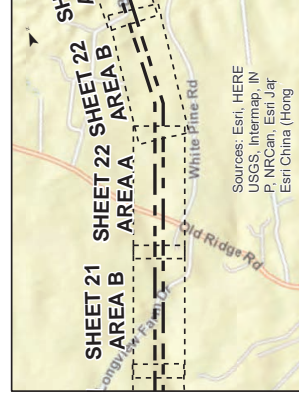 SHEET 22
AREA B
SHEET 22
AREA A
SHEET 21
AREA B
White Pine Rd
Old Ridge Rd
Longview Farm Dr
Sources: Esri, HERE
USGS, Intermap, IN
P, NRCan, Esri Jar
Esri China (Hong